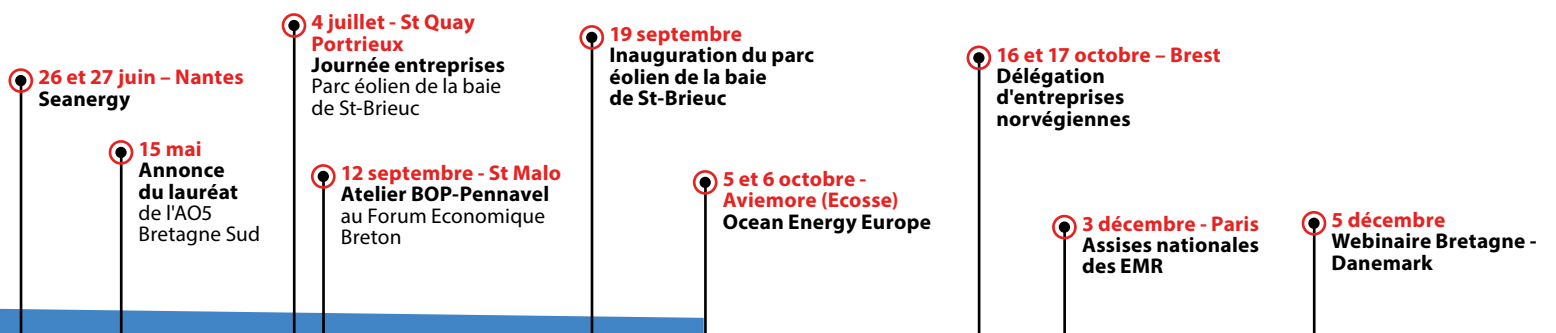 26 et 27 juin – Nantes
Seanergy
15 mai
Annonce
du lauréat
de l'AO5
Bretagne Sud
4 juillet - St Quay
Portrieux
Journée entreprises
Parc éolien de la baie
de St-Brieuc
12 septembre - St Malo
Atelier BOP-Pennavel
au Forum Economique
Breton
19 septembre
Inauguration du parc
éolien de la baie
de St-Brieuc
5 et 6 octobre -
Aviemore (Ecosse)
Ocean Energy Europe
16 et 17 octobre – Brest
Délégation
d'entreprises
norvégiennes
3 décembre - Paris
Assises nationales
des EMR
5 décembre
Webinaire Bretagne -
Danemark